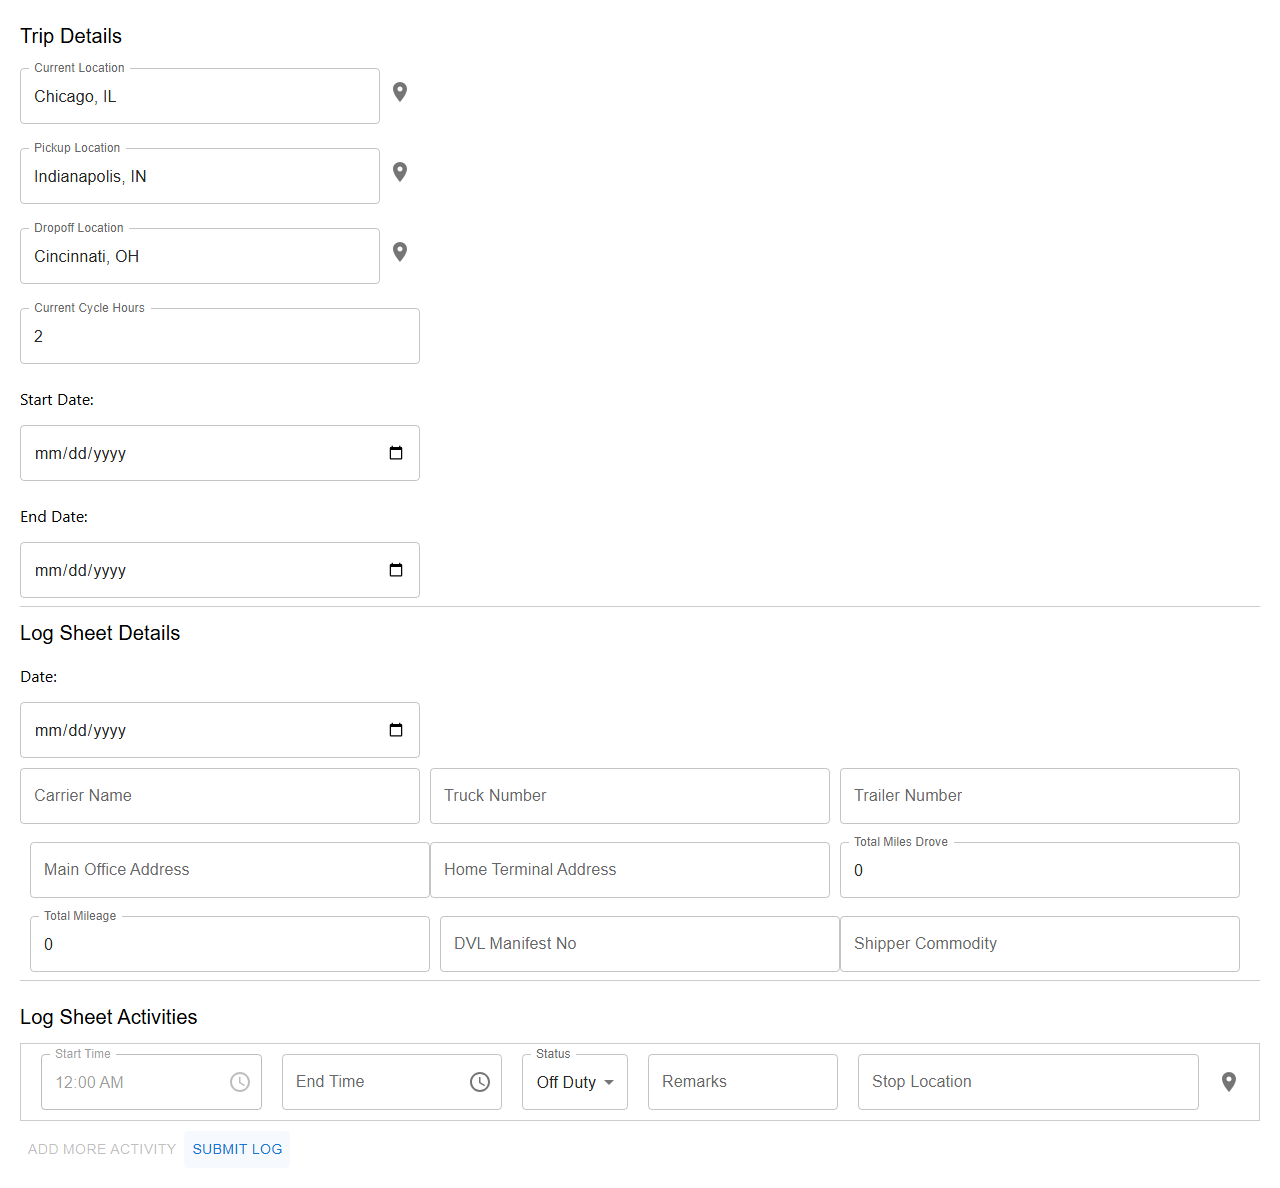 Trip Details
Current Location
Chicago, IL
Pickup Location
Indianapolis, IN
Dropoff Location
Cincinnati, OH
Current Cycle Hours
2
Start Date:
mm/dd/yyyy
End Date:
mm/dd/yyyy
Log Sheet Details
Date:
mm/dd/yyyy
Carrier Name Truck Number Trailer Number
Total Miles Drove
Main Office Address Home Terminal Address 0
Total Mileage
0 DVL Manifest No Shipper Commodity
Log Sheet Activities
Start Time Status
12:00 AM End Time Off Duty Remarks Stop Location
ADD MORE ACTIVITY SUBMIT LOG